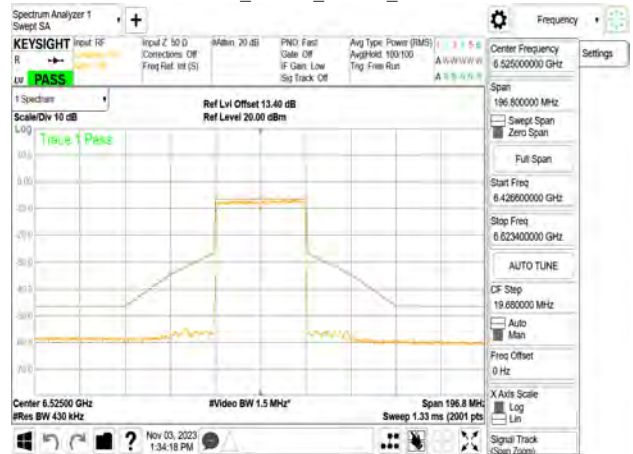 Spectrum Analyzer 1
Swept SA
Frequency
KEYSIGHT
Input: RF
Input Z: 50 Ω
Corrections: Off
Freq Ref: Int (S)
#Atten: 20 dB
PNO: Fast
Gate: Off
IF Gain: Low
Sig Track: Off
Avg Type: Power (RMS)
Avg|Hold: 100/100
Trig: Free Run
PASS
Center Frequency
6.525000000 GHz
Settings
Span
196.800000 MHz
Swept Span
Zero Span
Full Span
Start Freq
6.426600000 GHz
Stop Freq
6.623400000 GHz
AUTO TUNE
CF Step
19.680000 MHz
Auto
Man
Freq Offset
0 Hz
X Axis Scale
Log
Lin
Signal Track
(Span Zoom)
1 Spectrum
Scale/Div 10 dB
Ref Lvl Offset 13.40 dB
Ref Level 20.00 dBm
Log
Trace 1 Pass
Center 6.52500 GHz
#Res BW 430 kHz
#Video BW 1.5 MHz*
Span 196.8 MHz
Sweep 1.33 ms (2001 pts
Nov 03, 2023
1:34:18 PM